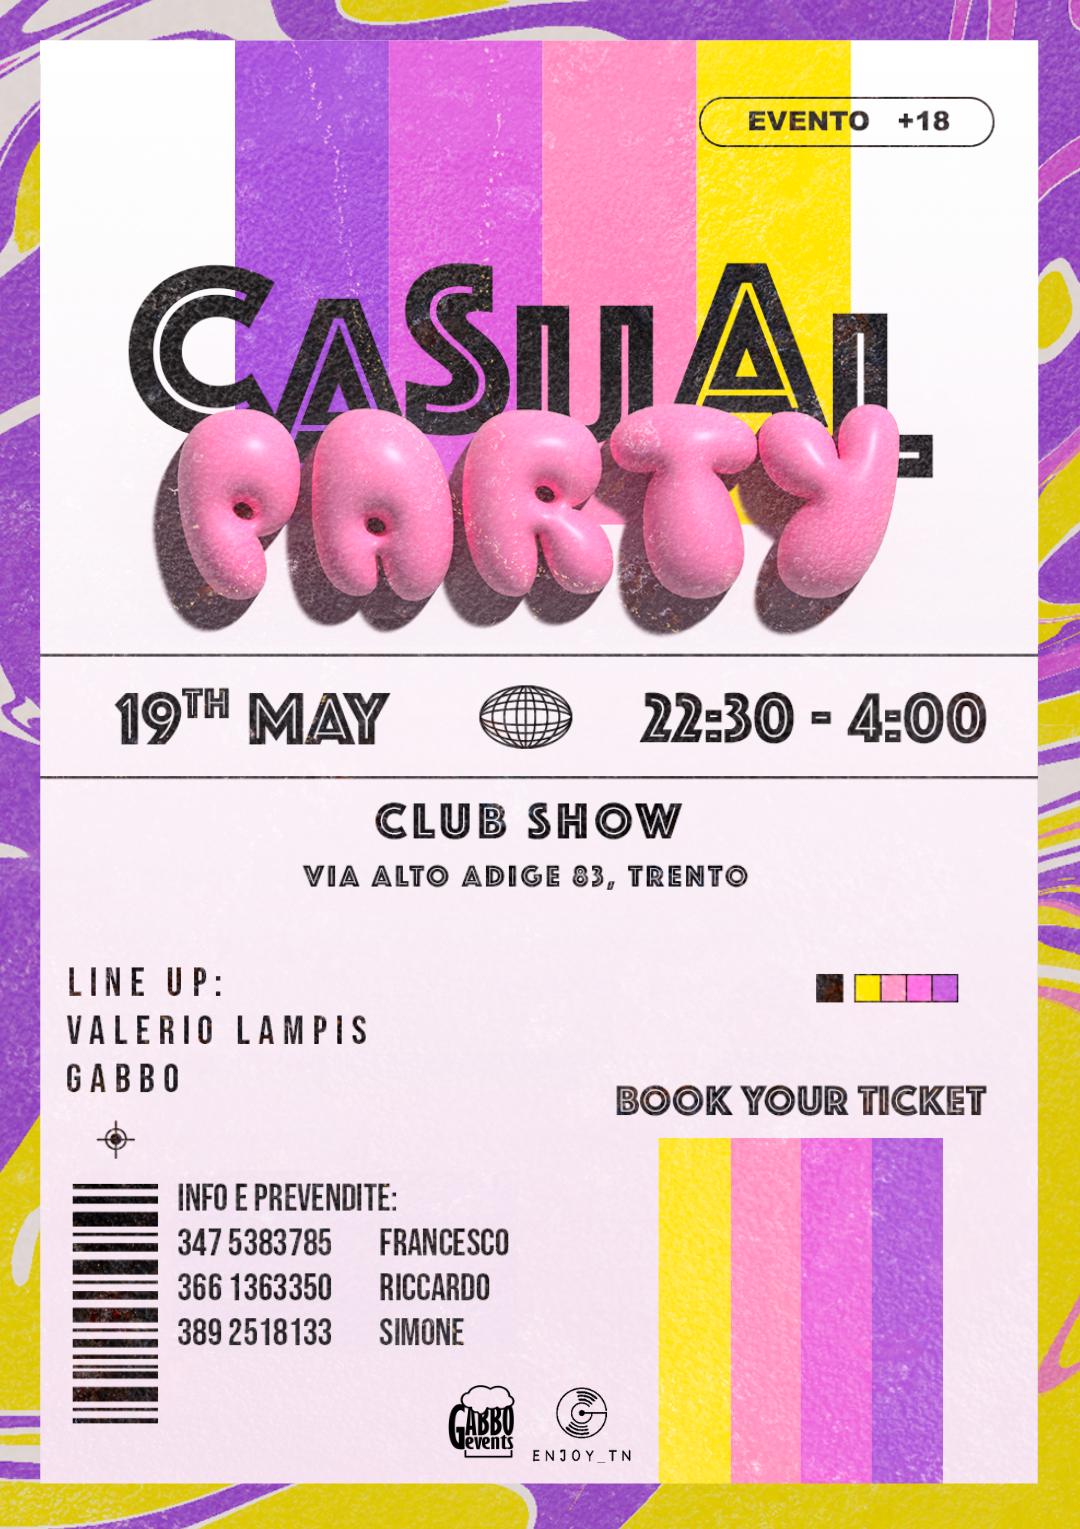 EVENTO +18
CASUAL
PARTY
19TH MAY
22:30 - 4:00
CLUB SHOW
VIA ALTO ADIGE 83, TRENTO
LINE UP:
VALERIO LAMPIS
GABBO
BOOK YOUR TICKET
INFO E PREVENDITE:
347 5383785 FRANCESCO
366 1363350 RICCARDO
389 2518133 SIMONE
GABBO
events
ENJOY_TN